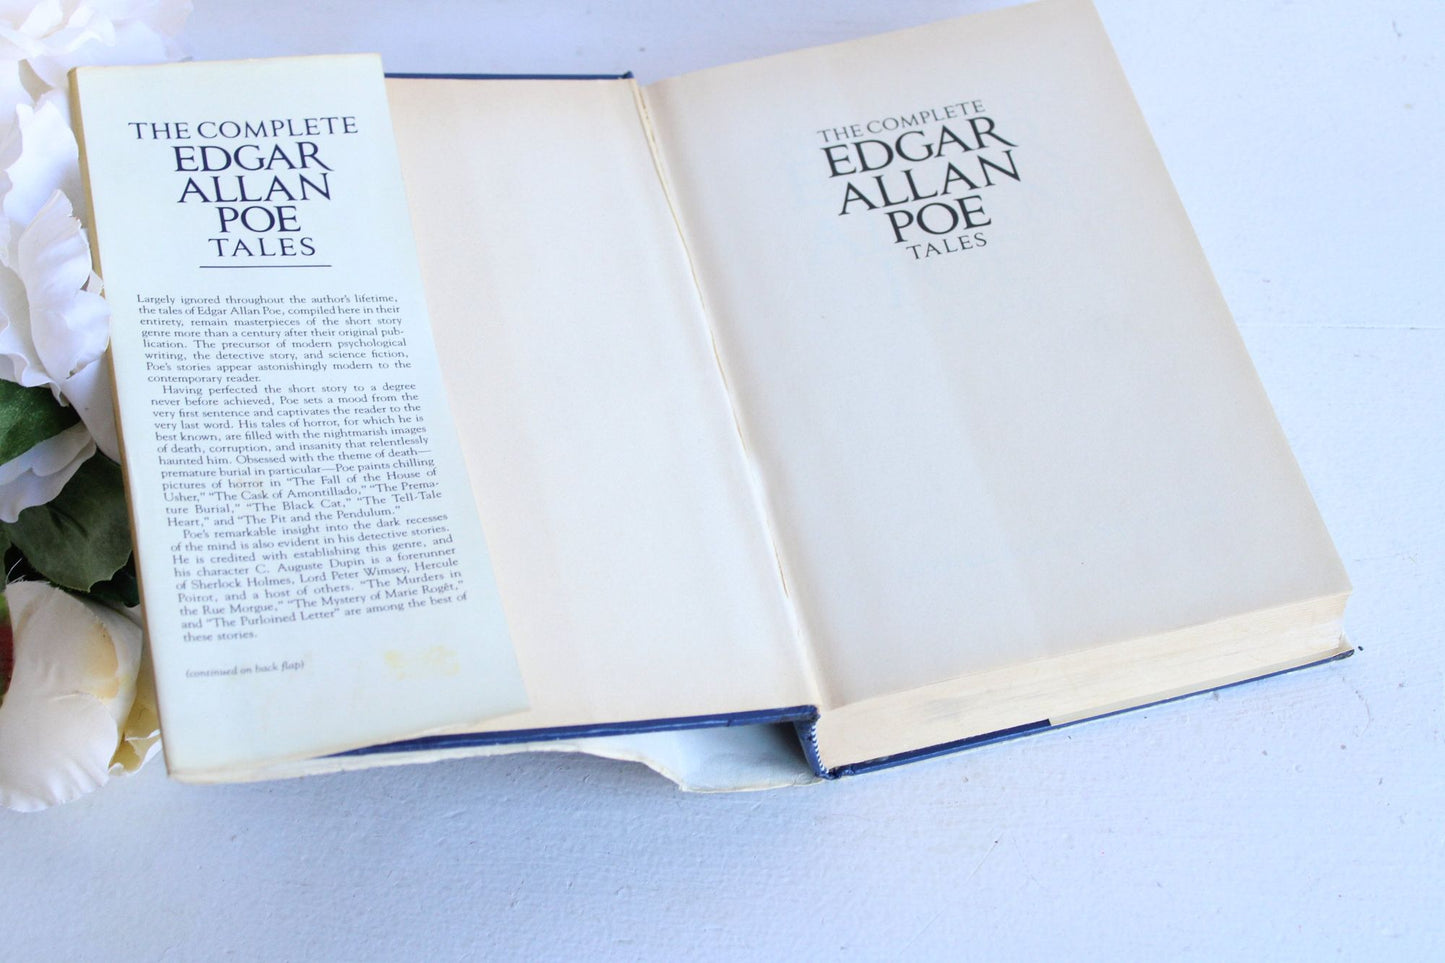 THE COMPLETE
EDGAR
ALLAN
POE
TALES
Largely ignored throughout the author's lifetime,
the tales of Edgar Allan Poe, compiled here in their
entirety, remain masterpieces of the short story
genre more than a century after their original pub-
lication. The precursor of modern psychological
writing, the detective story, and science fiction,
Poe's stories appear astonishingly modern to the
contemporary reader.
Having perfected the short story to a degree
never before achieved, Poe sets a mood from the
very first sentence and captivates the reader to the
very last word. His tales of horror, for which he is
best known, are filled with the nightmarish images
of death, corruption, and insanity that relentlessly
haunted him. Obsessed with the theme of death—
premature burial in particular—Poe paints chilling
pictures of horror in "The Fall of the House of
Usher," "The Cask of Amontillado," "The Prema-
ture Burial," "The Black Cat," "The Tell-Tale
Heart," and "The Pit and the Pendulum."
Poe's remarkable insight into the dark recesses
of the mind is also evident in his detective stories.
He is credited with establishing this genre, and
his character C. Auguste Dupin is a forerunner
of Sherlock Holmes, Lord Peter Wimsey, Hercule
Poirot, and a host of others. "The Murders in
the Rue Morgue," "The Mystery of Marie Rogêt,"
and "The Purloined Letter" are among the best of
these stories.
(continued on back flap)
THE COMPLETE
EDGAR
ALLAN
POE
TALES